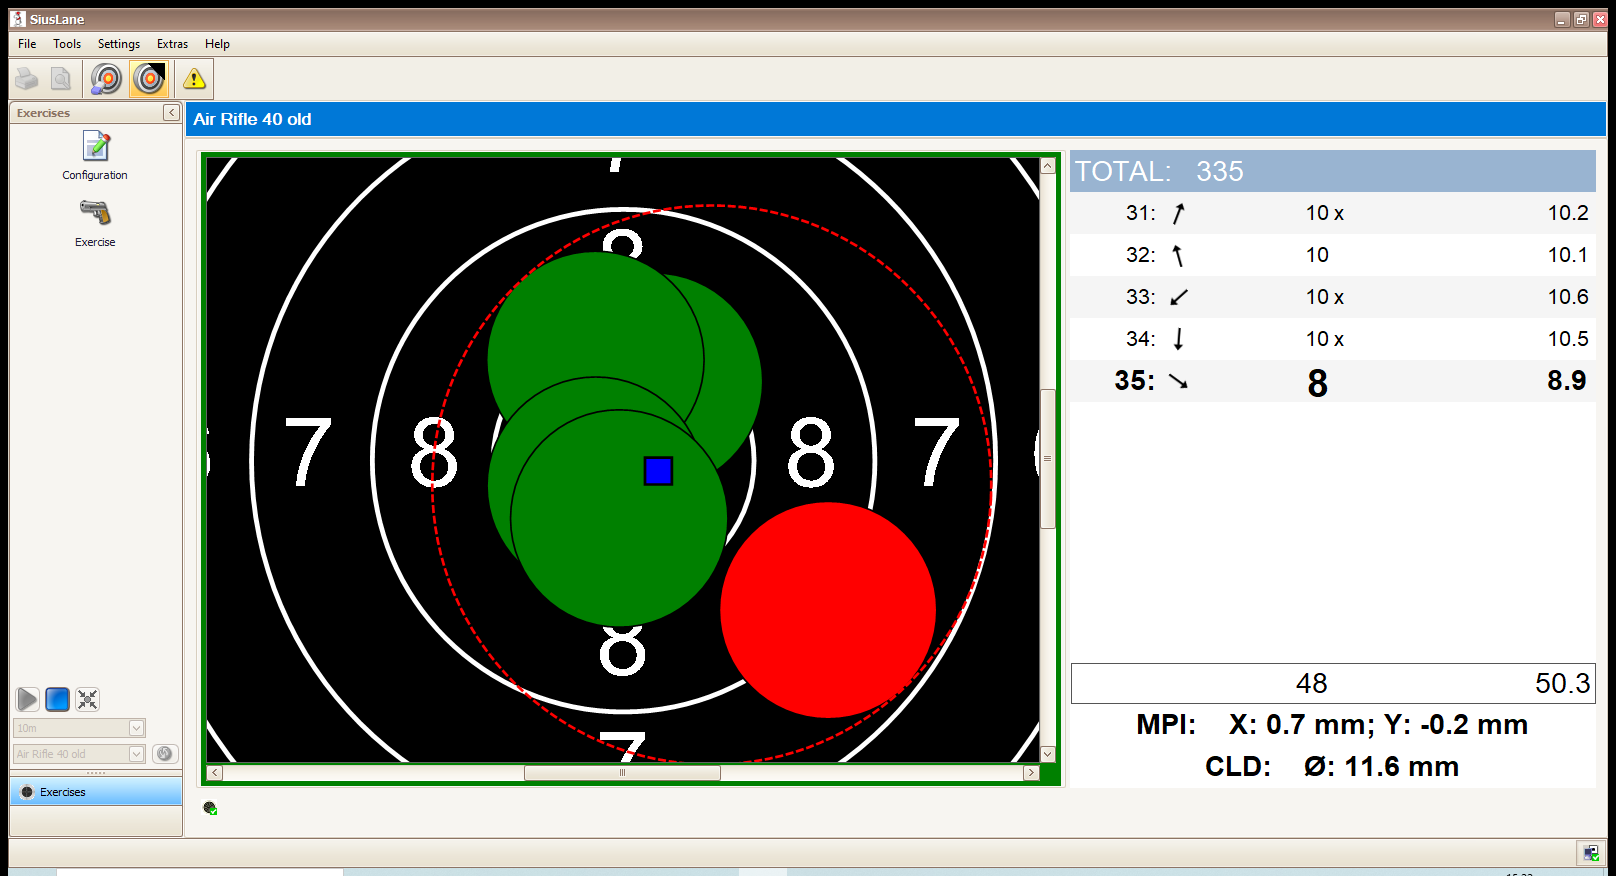 SiusLane
File Tools Settings Extras Help
Exercises
Configuration
Exercise
10m
Air Rifle 40 old
Exercises
Air Rifle 40 old
7
8
7 8 8 7
8
7
TOTAL: 335
31: 10 x 10.2
32: 10 10.1
33: 10 x 10.6
34: 10 x 10.5
35: 8 8.9
48 50.3
MPI: X: 0.7 mm; Y: -0.2 mm
CLD: Ø: 11.6 mm